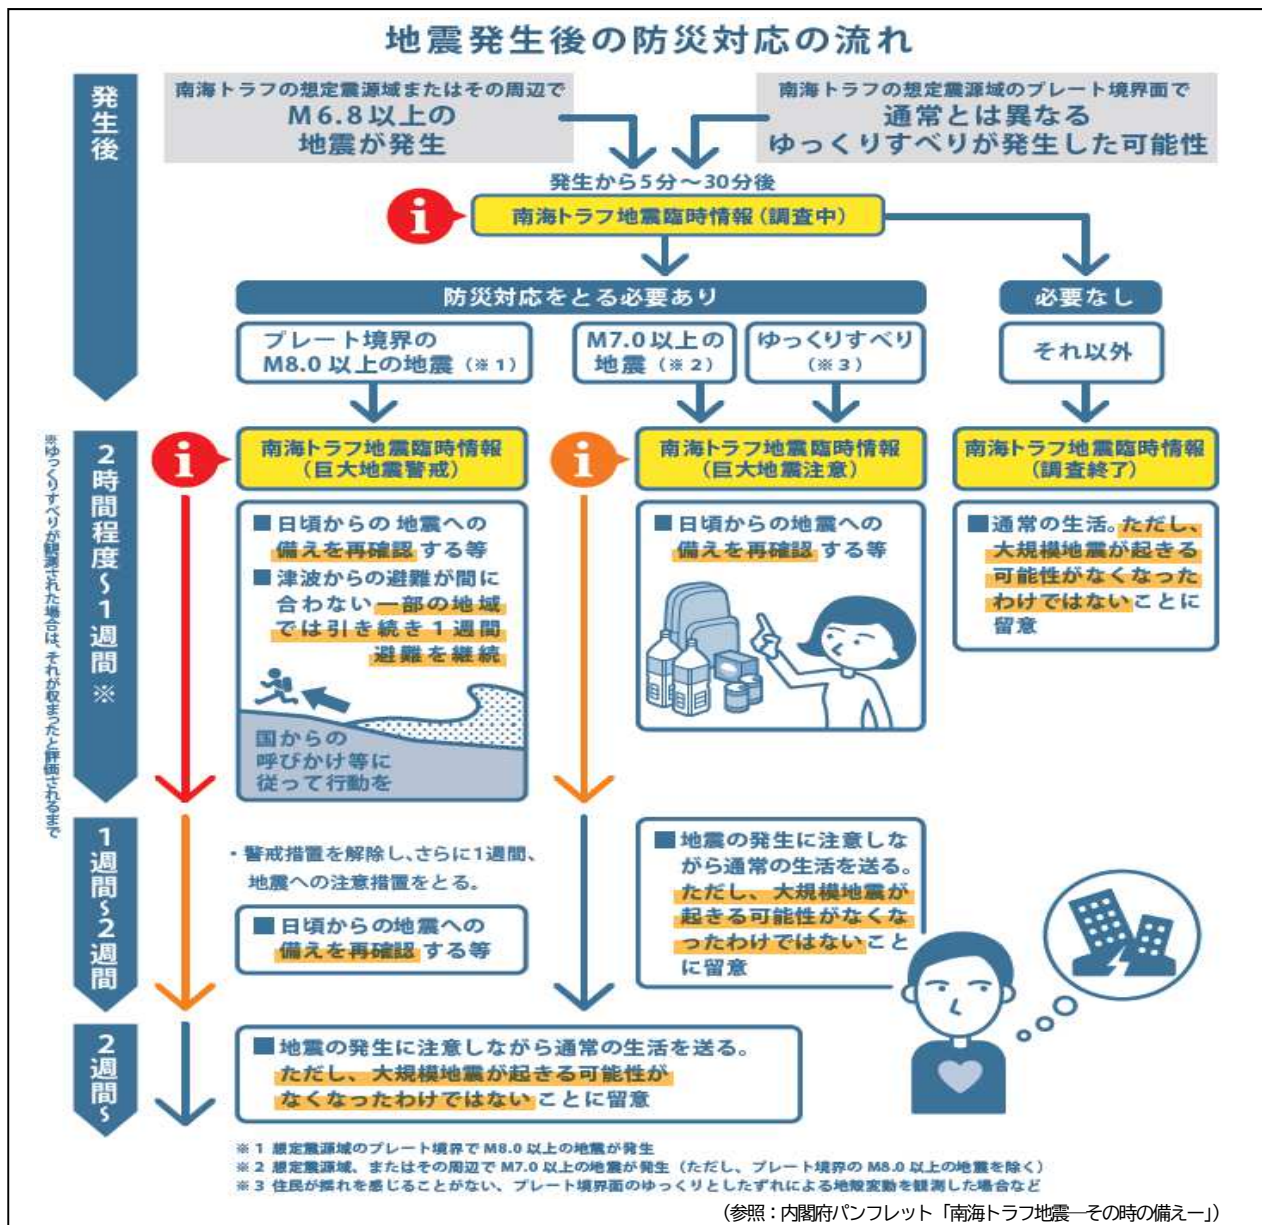 地震発生後の防災対応の流れ
発生後
南海トラフの想定震源域またはその周辺で
M6.8以上の
地震が発生
南海トラフの想定震源域のプレート境界面で
通常とは異なる
ゆっくりすべりが発生した可能性
発生から5分～30分後
i
南海トラフ地震臨時情報（調査中）
防災対応をとる必要あり
必要なし
プレート境界の
M8.0以上の地震（※1）
M7.0以上の
地震（※2）
ゆっくりすべり
（※3）
それ以外
2時間程度～1週間※
※ゆっくりすべりが観測された場合は、それが収まったと評価されるまで
i
南海トラフ地震臨時情報
（巨大地震警戒）
i
南海トラフ地震臨時情報
（巨大地震注意）
南海トラフ地震臨時情報
（調査終了）
■日頃からの 地震への
備えを再確認 する等
■津波からの避難が間に
合わない 一部の地域
では引き続き1週間
避難を継続
国からの
呼びかけ等に
従って行動を
■日頃からの地震への
備えを再確認 する等
■通常の生活。ただし、
大規模地震が起きる
可能性がなくなった
わけではない ことに
留意
1週間～2週間
・警戒措置を解除し、さらに1週間、
地震への注意措置をとる。
■日頃からの地震への
備えを再確認 する等
■地震の発生に注意しな
がら通常の生活を送る。
ただし、大規模地震が
起きる可能性がなくな
ったわけではない こと
に留意
2週間～
■地震の発生に注意しながら通常の生活を送る。
ただし、大規模地震が起きる可能性が
なくなったわけではない ことに留意
※1 想定震源域のプレート境界でM8.0以上の地震が発生
※2 想定震源域、またはその周辺でM7.0以上の地震が発生（ただし、プレート境界のM8.0以上の地震を除く）
※3 住民が揺れを感じることがない、プレート境界面のゆっくりとしたずれによる地殻変動を観測した場合など
（参照：内閣府パンフレット「南海トラフ地震―その時の備えー」）